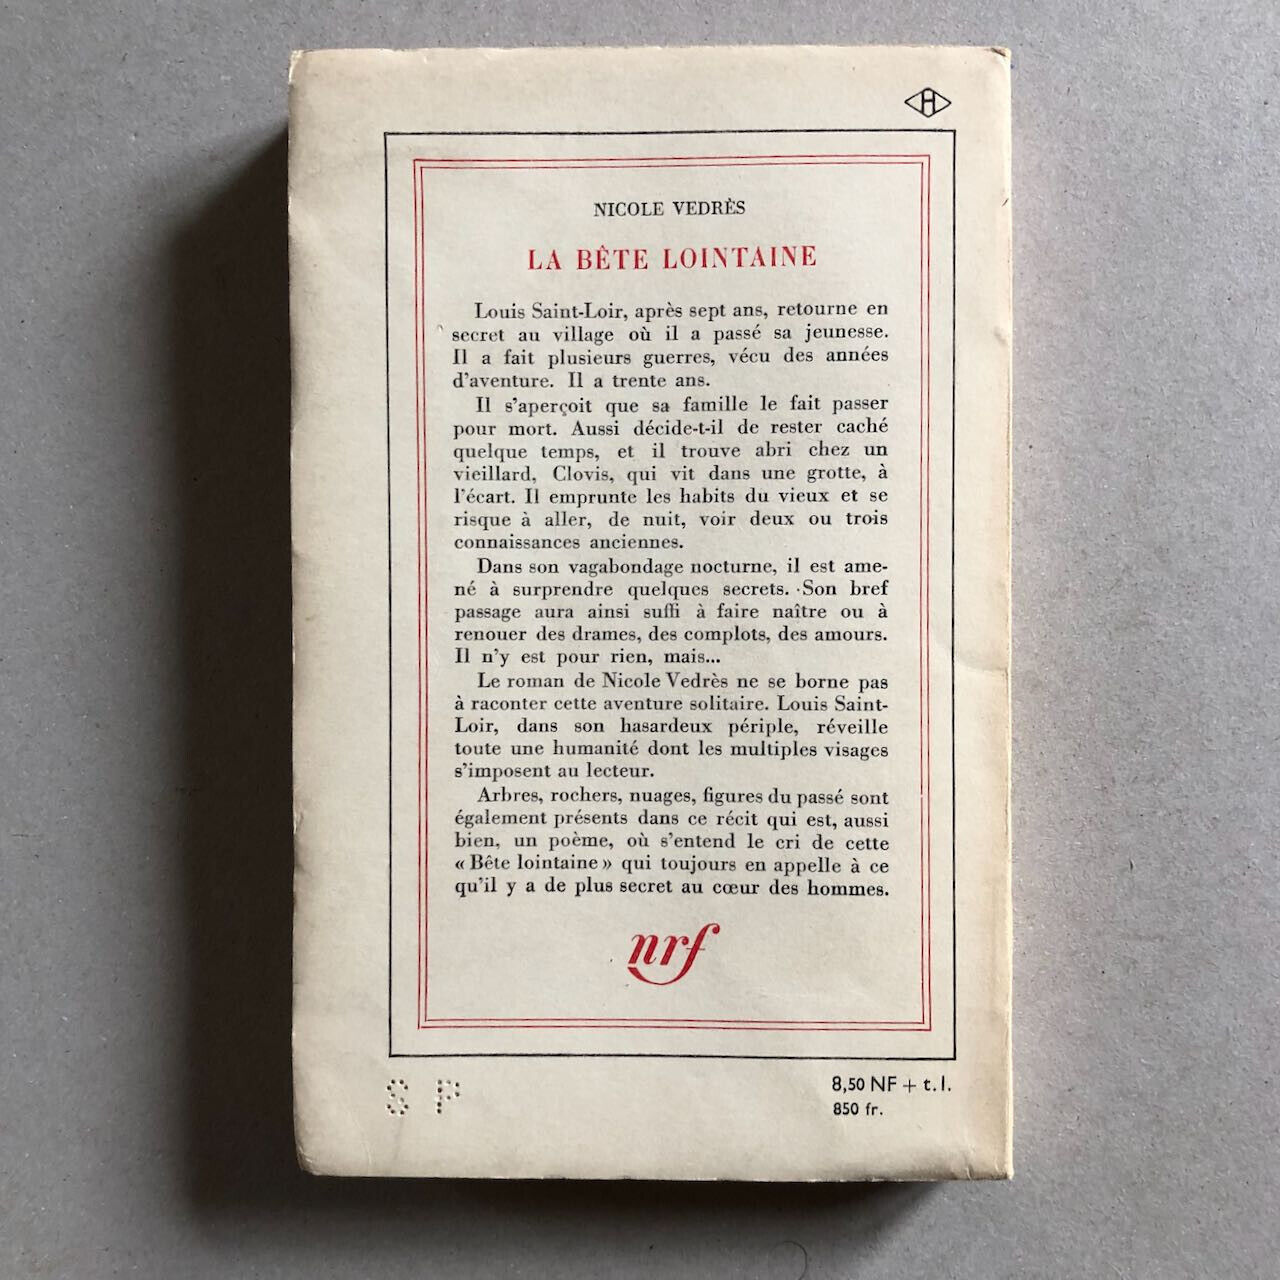 H
NICOLE VEDRÈS
LA BÊTE LOINTAINE
Louis Saint-Loir, après sept ans, retourne en
secret au village où il a passé sa jeunesse.
Il a fait plusieurs guerres, vécu des années
d'aventure. Il a trente ans.
Il s'aperçoit que sa famille le fait passer
pour mort. Aussi décide-t-il de rester caché
quelque temps, et il trouve abri chez un
vieillard, Clovis, qui vit dans une grotte, à
l'écart. Il emprunte les habits du vieux et se
risque à aller, de nuit, voir deux ou trois
connaissances anciennes.
Dans son vagabondage nocturne, il est ame-
né à surprendre quelques secrets. Son bref
passage aura ainsi suffi à faire naître ou à
renouer des drames, des complots, des amours.
Il n'y est pour rien, mais...
Le roman de Nicole Vedrès ne se borne pas
à raconter cette aventure solitaire. Louis Saint-
Loir, dans son hasardeux périple, réveille
toute une humanité dont les multiples visages
s'imposent au lecteur.
Arbres, rochers, nuages, figures du passé sont
également présents dans ce récit qui est, aussi
bien, un poème, où s'entend le cri de cette
« Bête lointaine » qui toujours en appelle à ce
qu'il y a de plus secret au cœur des hommes.
nrf
S P
8,50 NF + t. l.
850 fr.